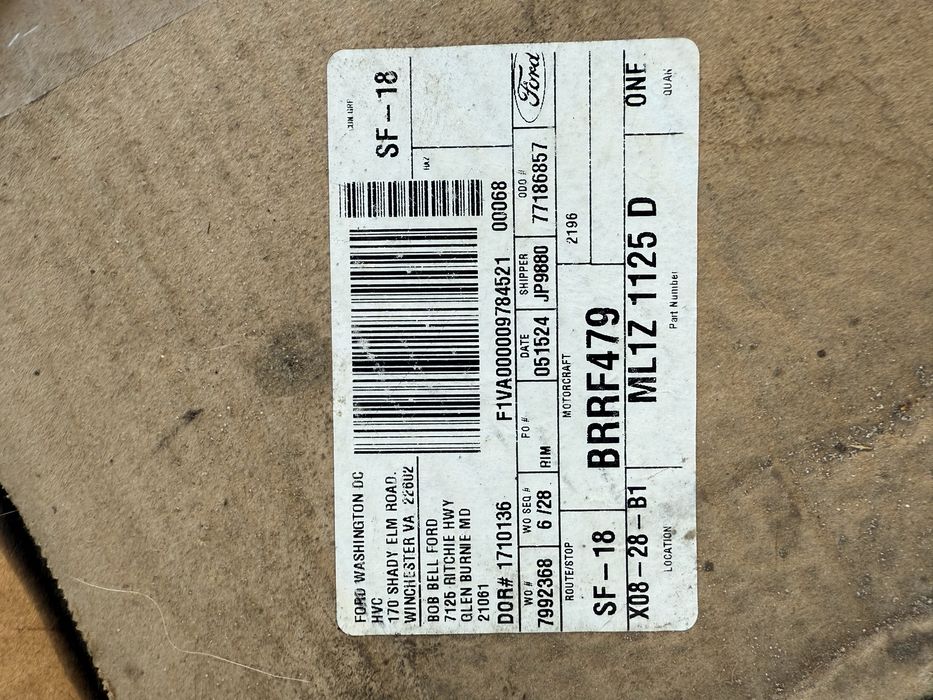 FORD WASHINGTON DC
HVC
170 SHADY ELM ROAD.
WINCHESTER VA 22602
BOB BELL FORD
7125 RITCHIE HWY
GLEN BURNIE MD
21061
DOR# 1710136
F1VA000009784521 00068
CON GRP
SF-18
HAZ
WO # 7992368
WO SEQ # 6 /28
RIM
PO #
DATE 051524
SHIPPER JP9880
ODO # 77186857
Ford
ROUTE/STOP
SF-18
MOTORCRAFT
BRRF479
2196
X08-28-B1
LOCATION
ML1Z 1125 D
Part Number
ONE
QUAN